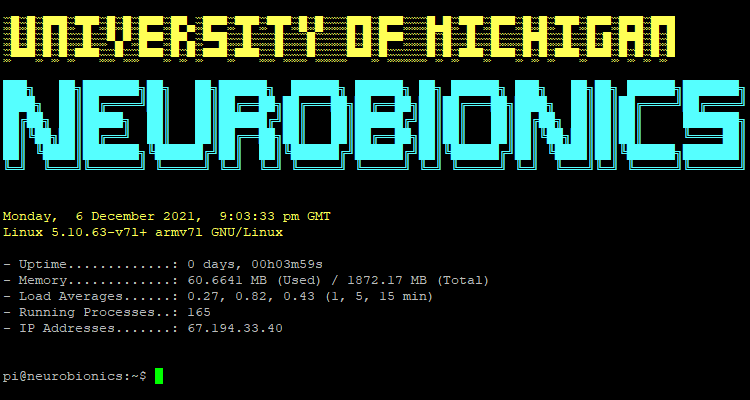 UNIVERSITY OF MICHIGAN
NEUROBIONICS
Monday,  6 December 2021,  9:03:33 pm GMT
Linux 5.10.63-v7l+ armv7l GNU/Linux
- Uptime.............: 0 days, 00h03m59s
- Memory.............: 60.6641 MB (Used) / 1872.17 MB (Total)
- Load Averages......: 0.27, 0.82, 0.43 (1, 5, 15 min)
- Running Processes..: 165
- IP Addresses.......: 67.194.33.40
pi@neurobionics:~$